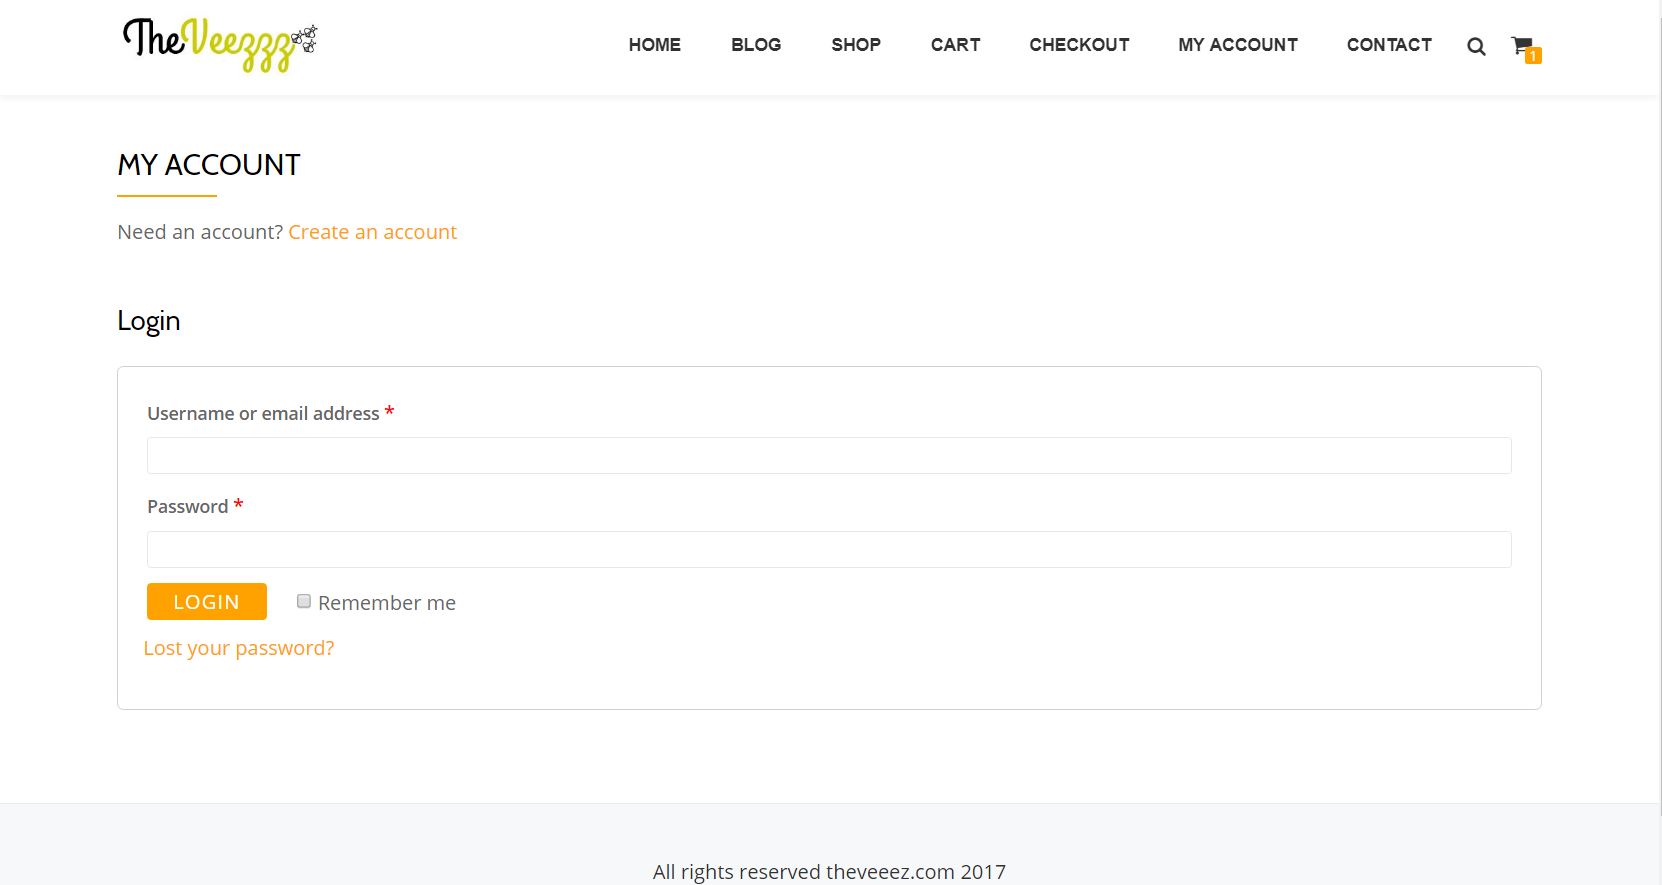 TheVeezzz
HOME BLOG SHOP CART CHECKOUT MY ACCOUNT CONTACT 1
MY ACCOUNT
Need an account? Create an account
Login
Username or email address *
Password *
LOGIN Remember me
Lost your password?
All rights reserved theveeez.com 2017